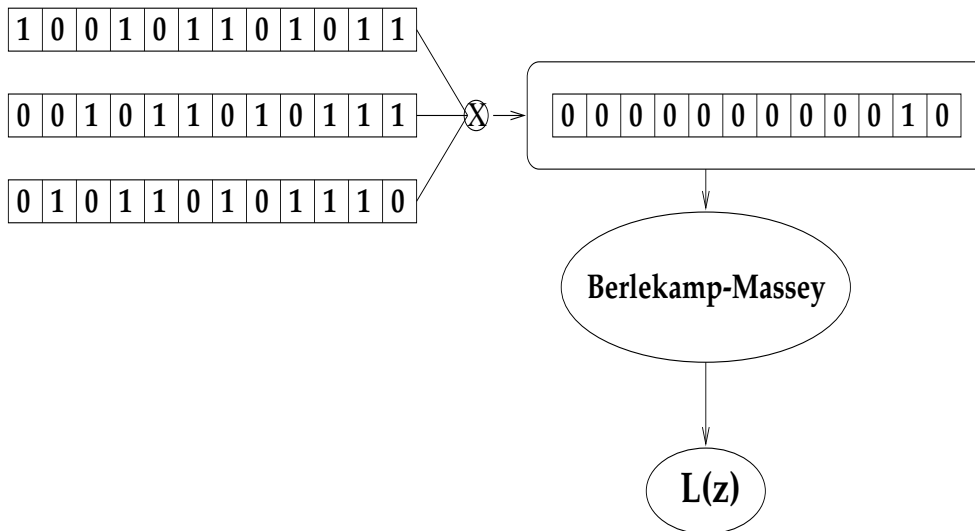 1 0 0 1 0 1 1 0 1 0 1 1
0 0 1 0 1 1 0 1 0 1 1 1
X
0 0 0 0 0 0 0 0 0 0 1 0
0 1 0 1 1 0 1 0 1 1 1 0
Berlekamp-Massey
L(z)